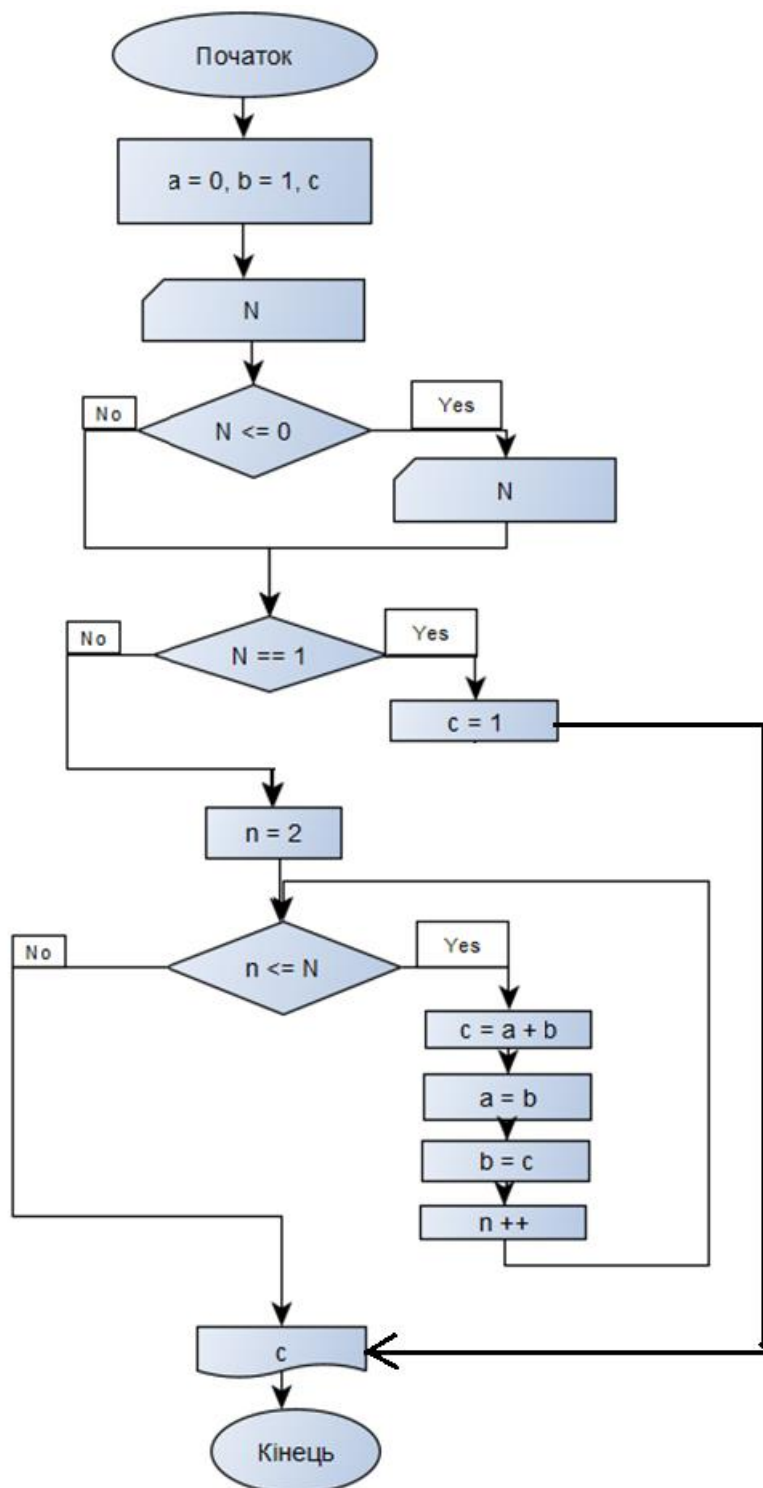 Початок
a = 0, b = 1, c
N
No
N <= 0
Yes
N
No
N == 1
Yes
c = 1
n = 2
No
n <= N
Yes
c = a + b
a = b
b = c
n ++
c
Кінець